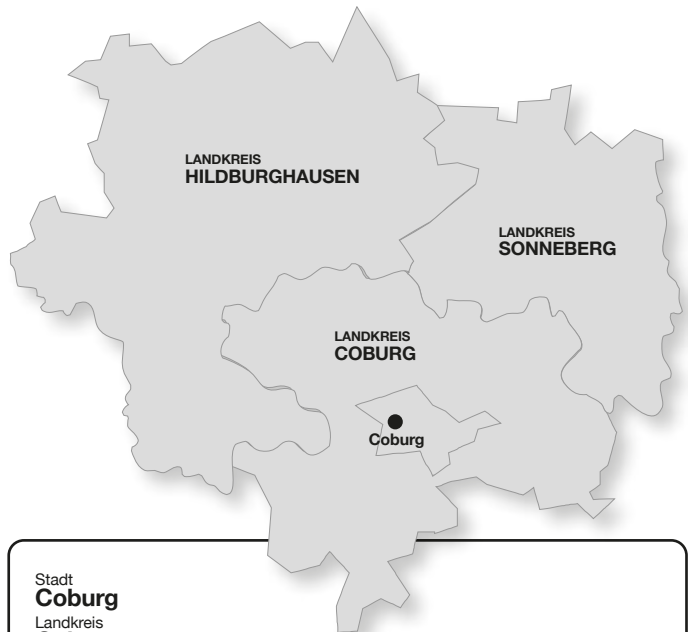 LANDKREIS
HILDBURGHAUSEN
LANDKREIS
SONNEBERG
LANDKREIS
COBURG
Coburg
Stadt
Coburg
Landkreis